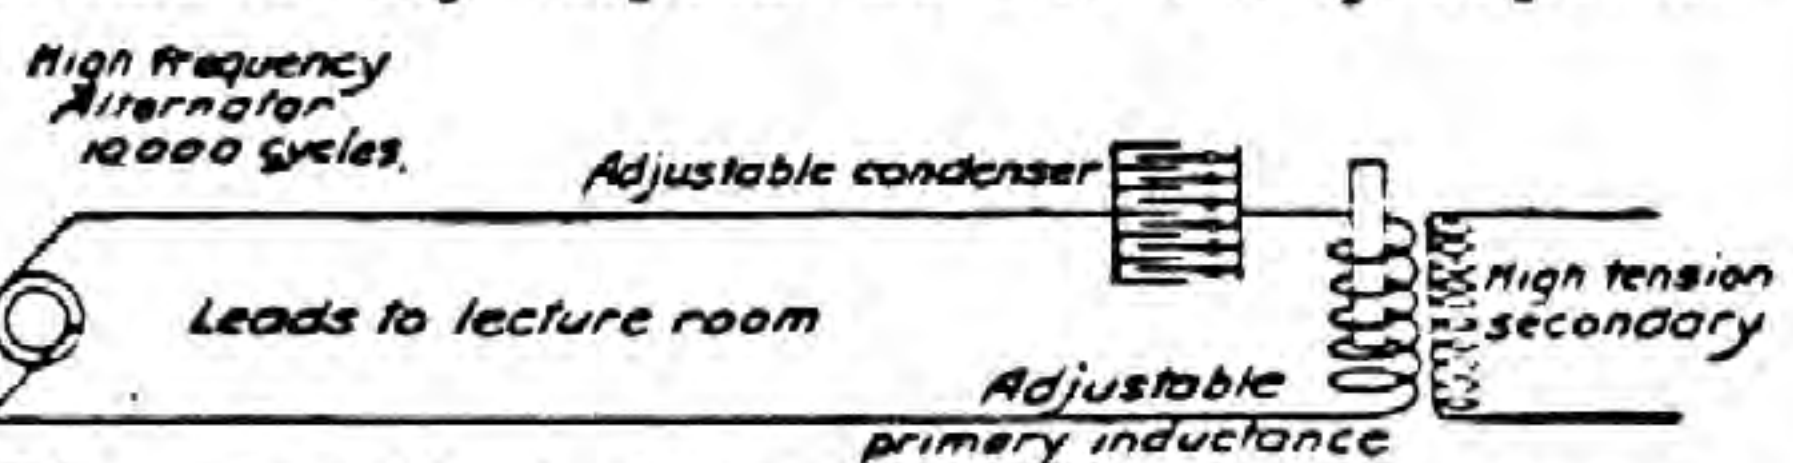 High frequency
Alternator
10000 cycles.
Adjustable condenser
Leads to lecture room
High tension
secondary
Adjustable
primary inductance